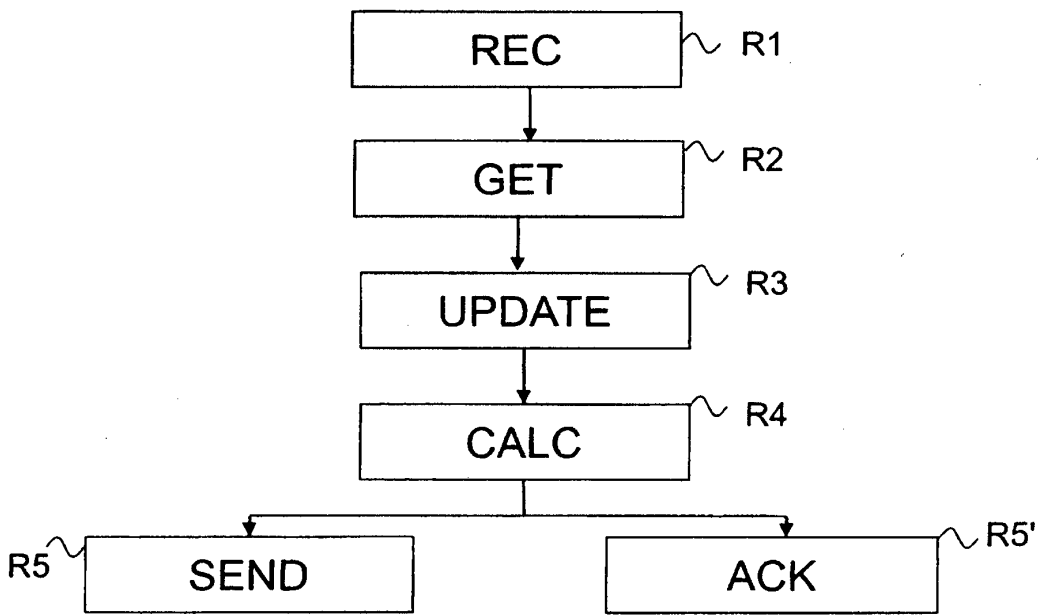 REC R1
GET R2
UPDATE R3
CALC R4
R5 SEND ACK R5'